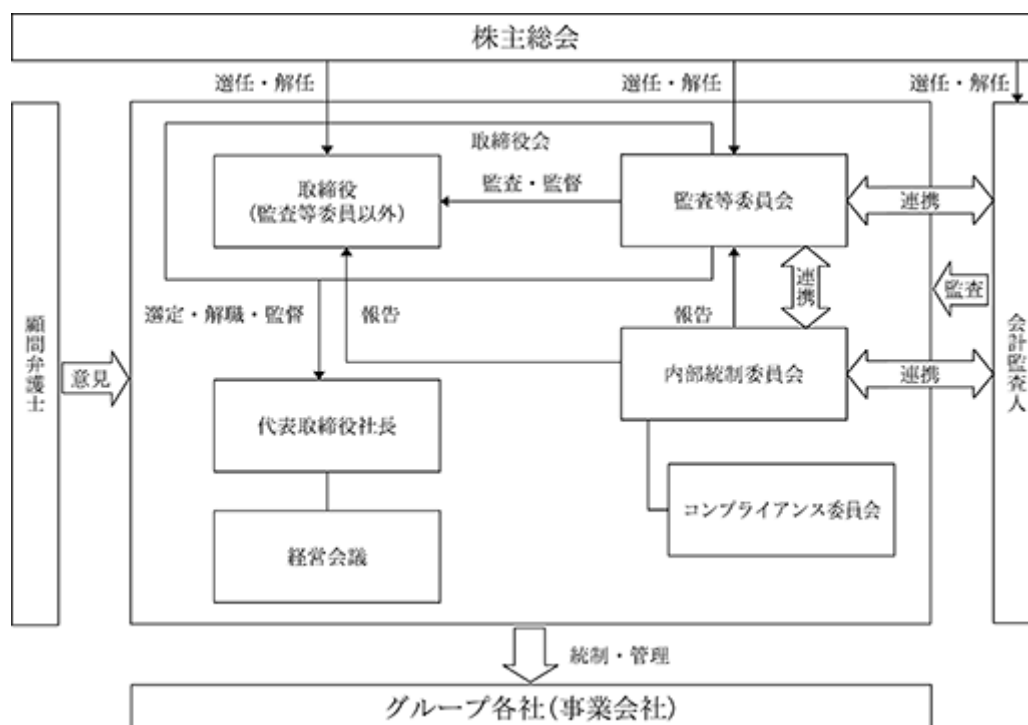 株主総会
選任・解任
選任・解任
選任・解任
取締役会
取締役
(監査等委員以外)
監査・監督
監査等委員会
連携
連携
監査
選定・解職・監督
報告
報告
顧問弁護士
意見
会計監査人
内部統制委員会
連携
代表取締役社長
コンプライアンス委員会
経営会議
統制・管理
グループ各社(事業会社)